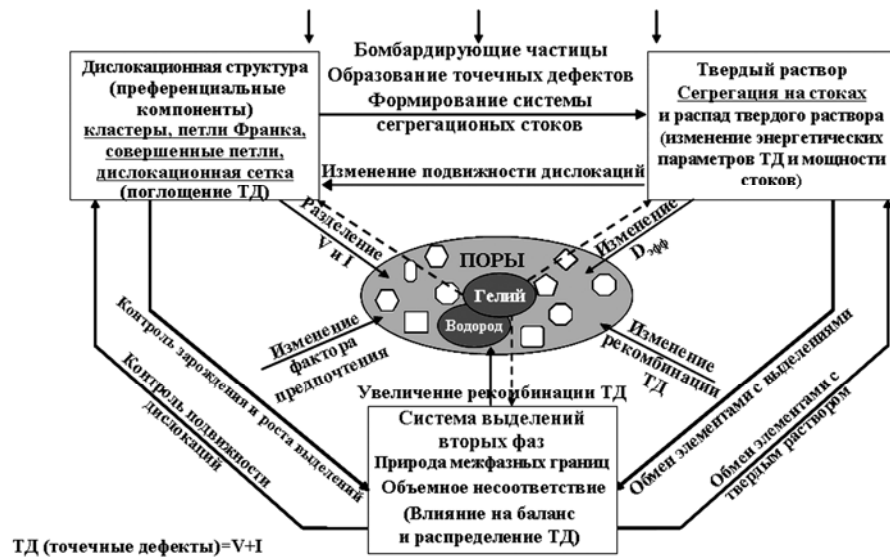 Бомбардирующие частицы
Образование точечных дефектов
Формирование системы
сегрегационых стоков
Дислокационная структура
(преференциальные
компоненты)
кластеры, петли Франка,
совершенные петли,
дислокационная сетка
(поглощение ТД)
Твердый раствор
Сегрегация на стоках
и распад твердого раствора
(изменение энергетических
параметров ТД и мощности
стоков)
Изменение подвижности дислокаций
Разделение
V и I
Изменение
Dэфф
ПОРЫ
Гелий
Водород
Изменение
фактора
предпочтения
Изменение
рекомбинации
ТД
Контроль зарождения и роста выделений
Контроль подвижности
дислокаций
Обмен элементами с выделениями
Обмен элементами с
твердым раствором
Увеличение рекомбинации ТД
Система выделений
вторых фаз
Природа межфазных границ
Объемное несоответствие
(Влияние на баланс
и распределение ТД)
ТД (точечные дефекты)=V+I